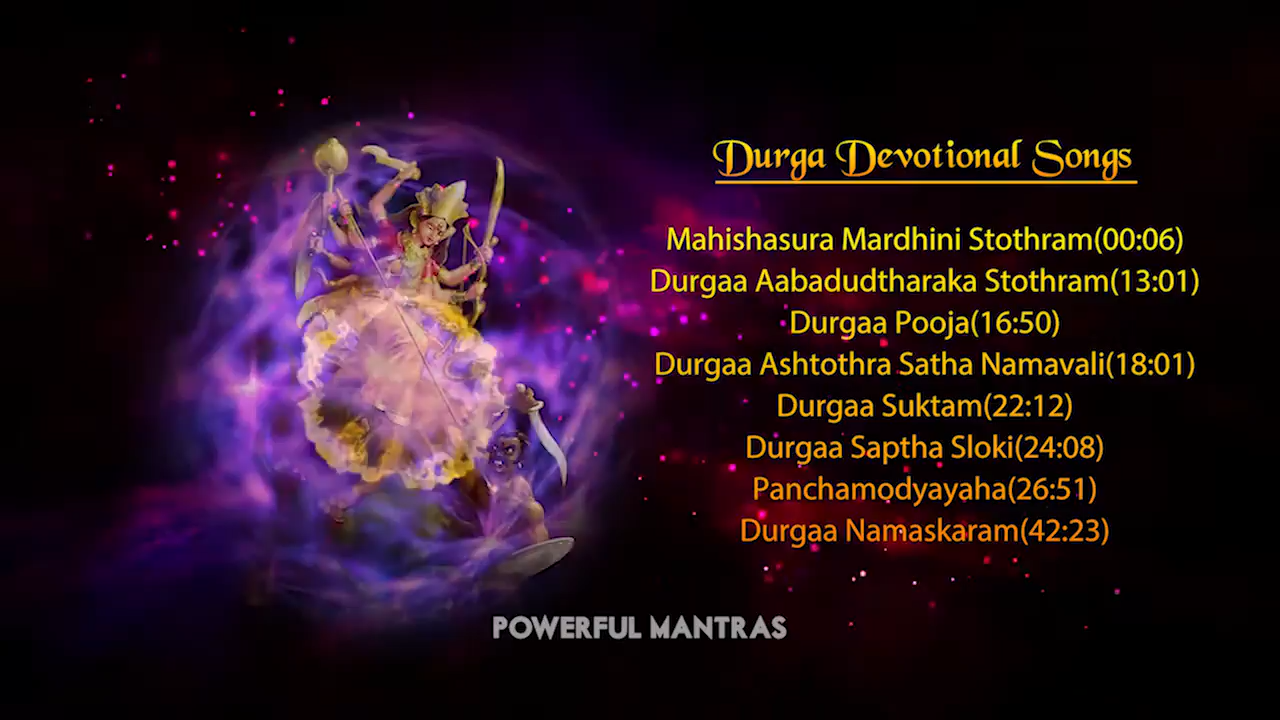 Durga Devotional Songs
Mahishasura Mardhini Stothram(00:06)
Durgaa Aabadudtharaka Stothram(13:01)
Durgaa Pooja(16:50)
Durgaa Ashtothra Satha Namavali(18:01)
Durgaa Suktam(22:12)
Durgaa Saptha Sloki(24:08)
Panchamodyayaha(26:51)
Durgaa Namaskaram(42:23)
POWERFUL MANTRAS